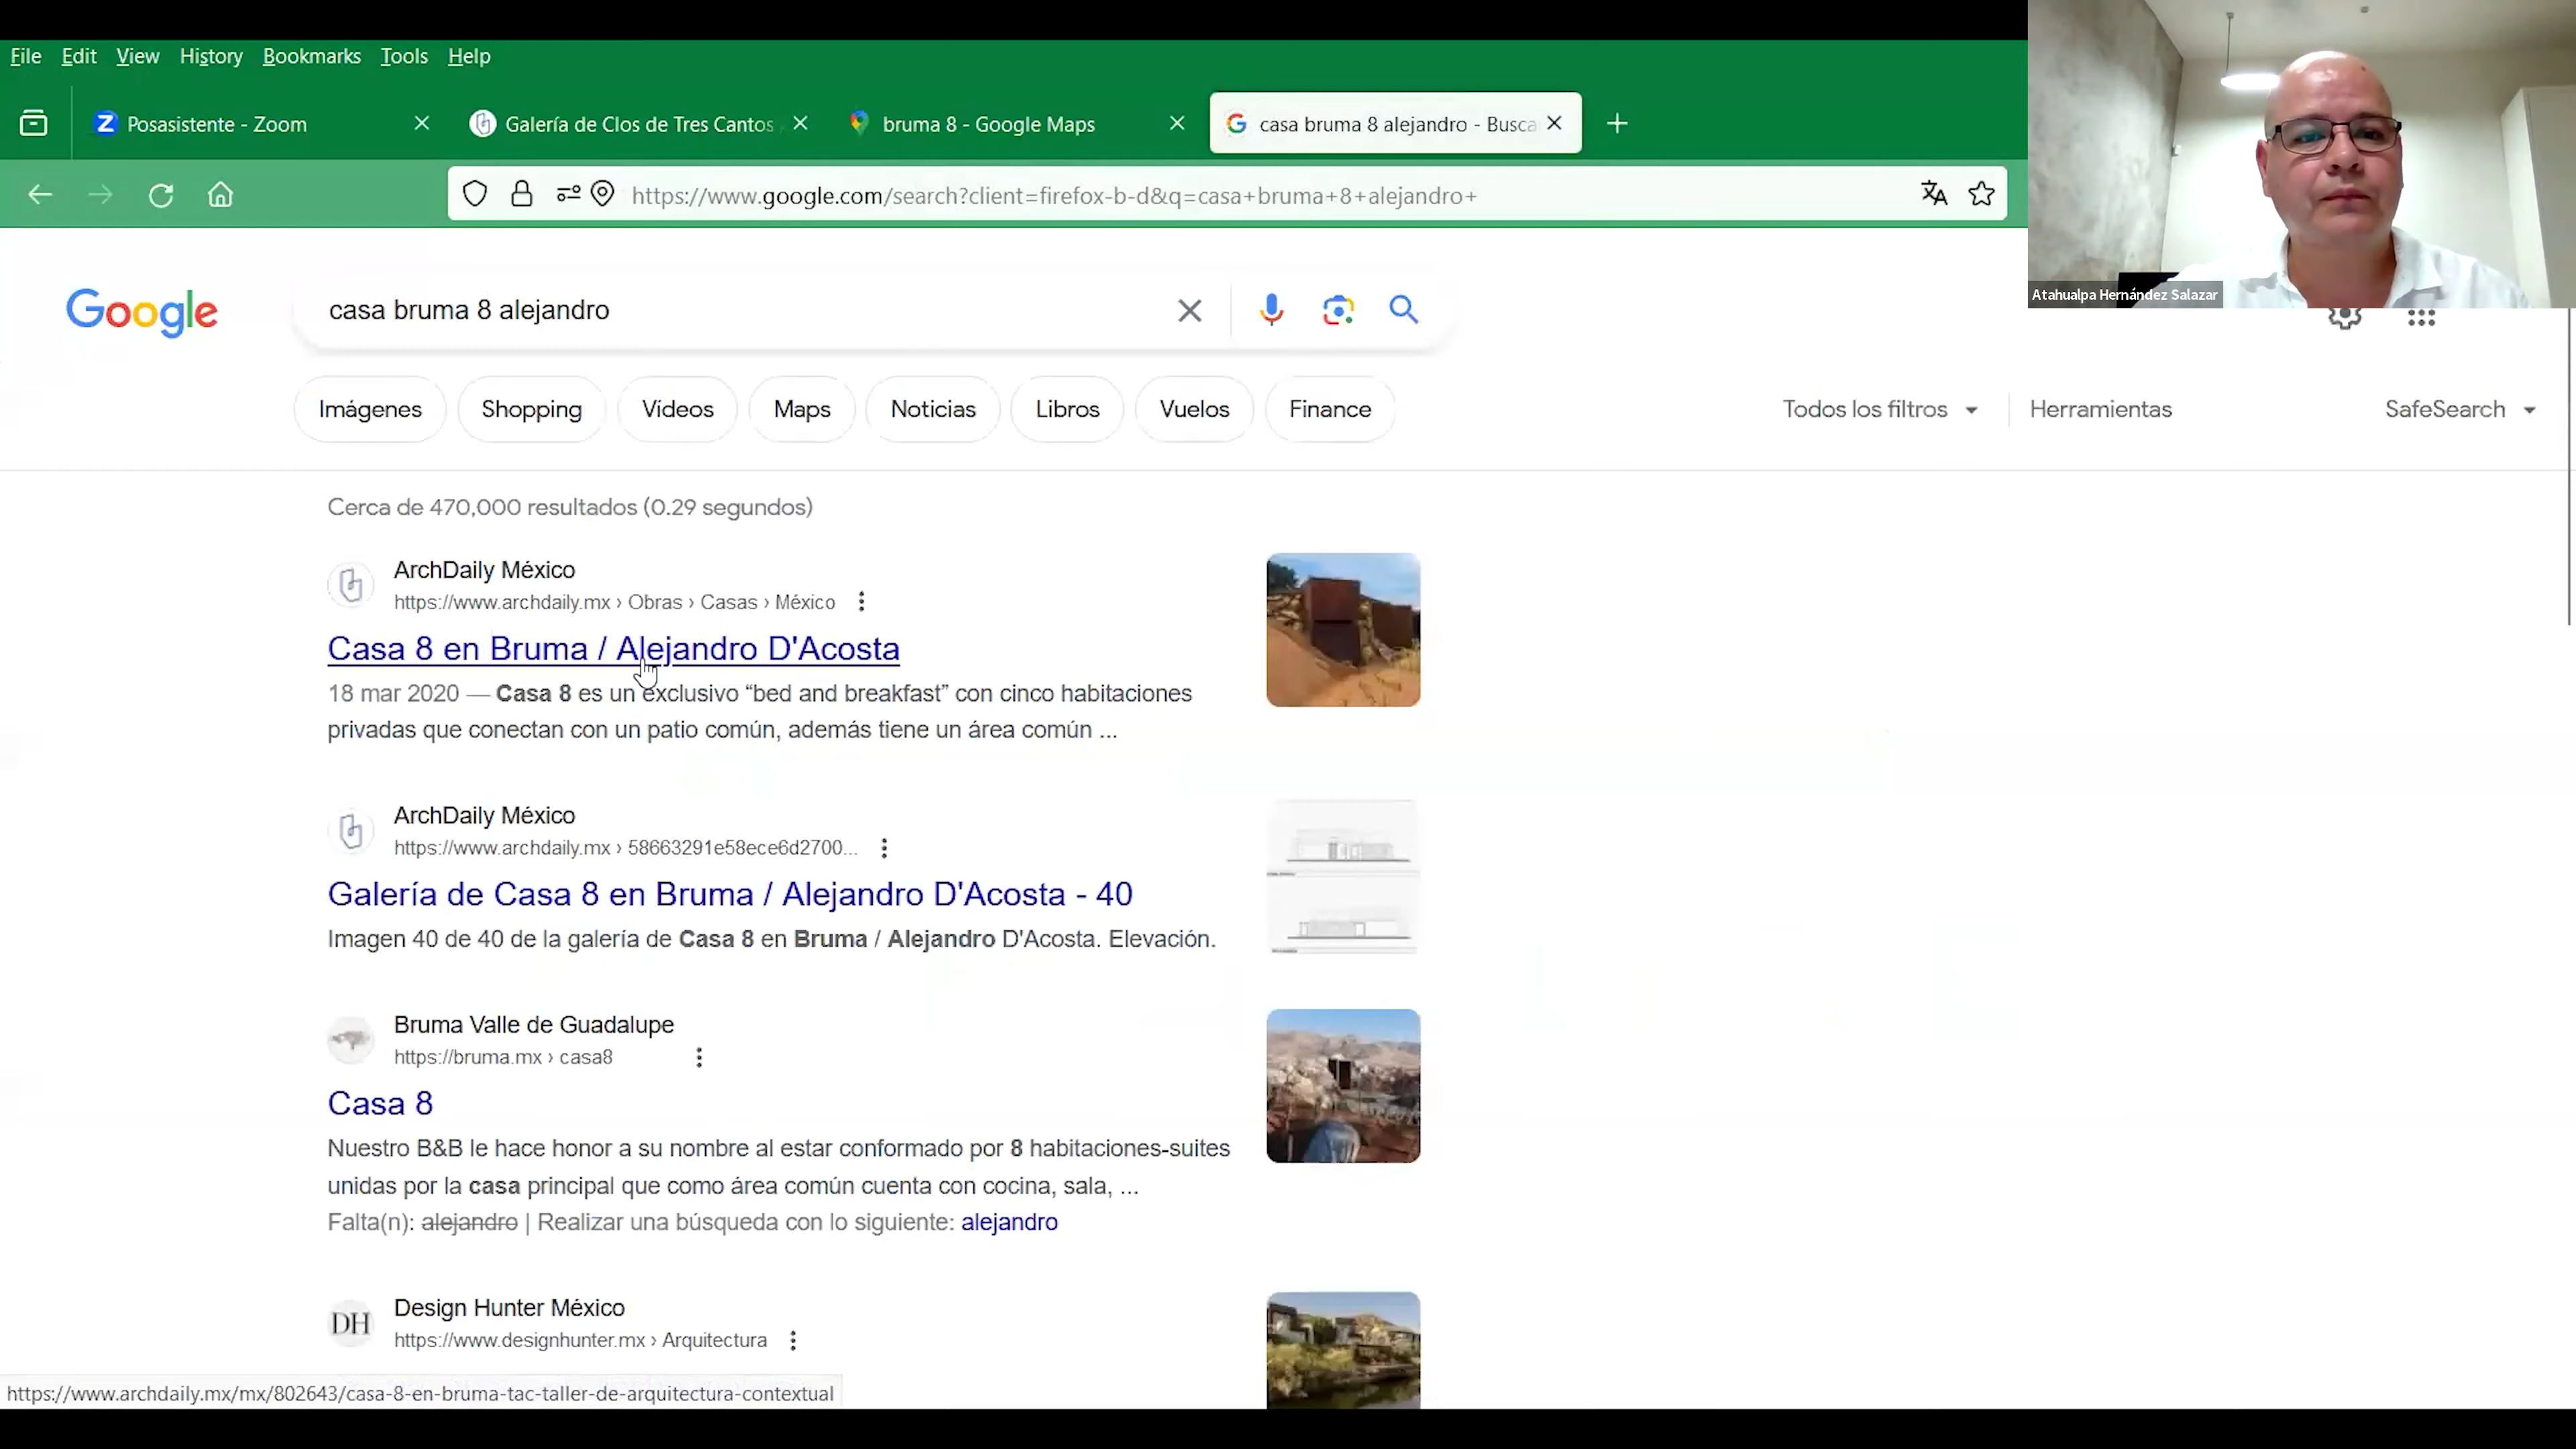 File Edit View History Bookmarks Tools Help
Posasistente - Zoom
Galería de Clos de Tres Cantos
bruma 8 - Google Maps
casa bruma 8 alejandro - Busca
https://www.google.com/search?client=firefox-b-d&q=casa+bruma+8+alejandro+
Atahualpa Hernández Salazar
Google
casa bruma 8 alejandro
Imágenes Shopping Videos Maps Noticias Libros Vuelos Finance
Todos los filtros Herramientas SafeSearch
Cerca de 470,000 resultados (0.29 segundos)
ArchDaily México
https://www.archdaily.mx › Obras › Casas › México
Casa 8 en Bruma / Alejandro D'Acosta
18 mar 2020 — Casa 8 es un exclusivo “bed and breakfast” con cinco habitaciones
privadas que conectan con un patio común, además tiene un área común ...
ArchDaily México
https://www.archdaily.mx › 58663291e58ece6d2700...
Galería de Casa 8 en Bruma / Alejandro D'Acosta - 40
Imagen 40 de 40 de la galería de Casa 8 en Bruma / Alejandro D'Acosta. Elevación.
Bruma Valle de Guadalupe
https://bruma.mx › casa8
Casa 8
Nuestro B&B le hace honor a su nombre al estar conformado por 8 habitaciones-suites
unidas por la casa principal que como área común cuenta con cocina, sala, ...
Falta(n): alejandro | Realizar una búsqueda con lo siguiente: alejandro
DH
Design Hunter México
https://www.designhunter.mx › Arquitectura
https://www.archdaily.mx/mx/802643/casa-8-en-bruma-tac-taller-de-arquitectura-contextual